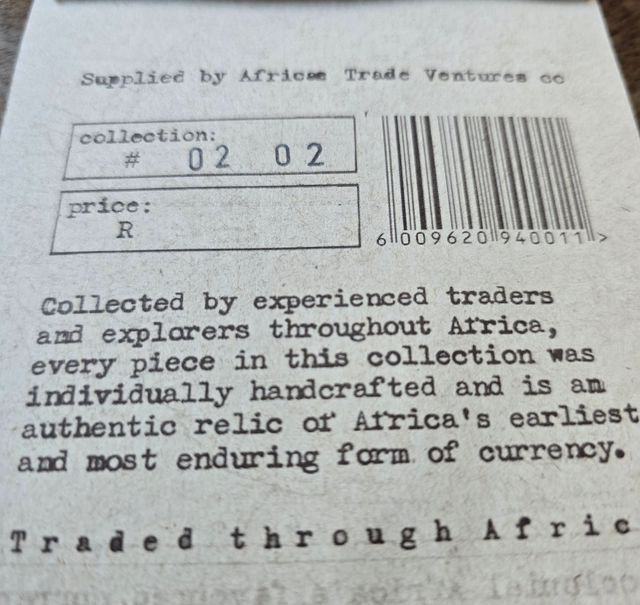 Supplied by African Trade Ventures cc
collection:
# 02 02
price:
R
6 009620 940011 >
Collected by experienced traders
and explorers throughout Africa,
every piece in this collection was
individually handcrafted and is an
authentic relic of Africa's earliest
and most enduring form of currency.
Traded through Afric